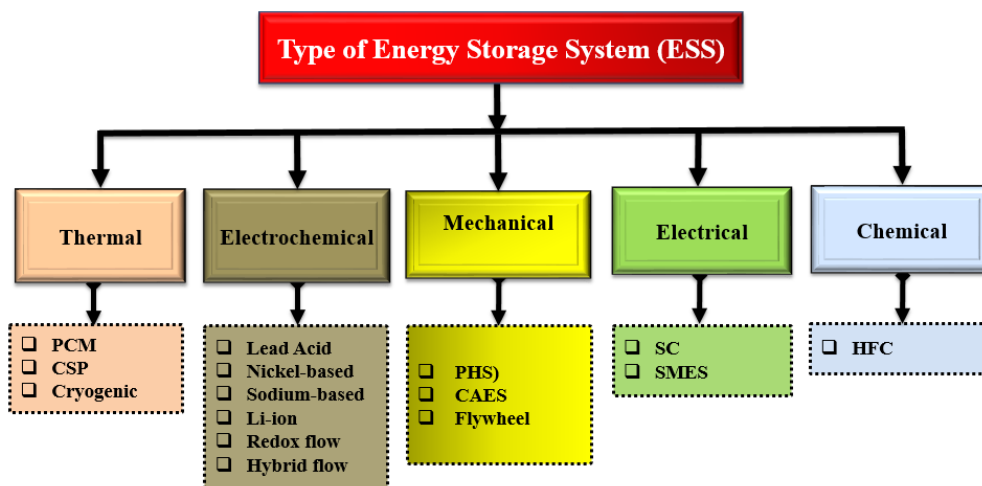 Type of Energy Storage System (ESS)
Thermal
Electrochemical
Mechanical
Electrical
Chemical
PCM
CSP
Cryogenic
Lead Acid
Nickel-based
Sodium-based
Li-ion
Redox flow
Hybrid flow
PHS)
CAES
Flywheel
SC
SMES
HFC